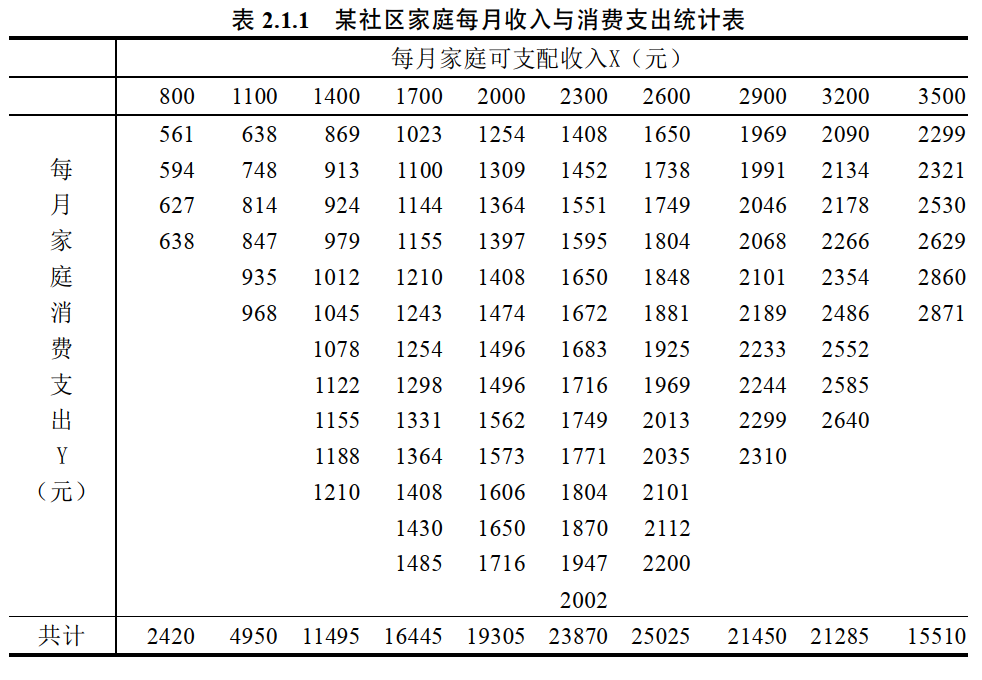 表 2.1.1 某社区家庭每月收入与消费支出统计表
每月家庭可支配收入X（元）
800 1100 1400 1700 2000 2300 2600 2900 3200 3500
561 638 869 1023 1254 1408 1650 1969 2090 2299
每 594 748 913 1100 1309 1452 1738 1991 2134 2321
月 627 814 924 1144 1364 1551 1749 2046 2178 2530
家 638 847 979 1155 1397 1595 1804 2068 2266 2629
庭 935 1012 1210 1408 1650 1848 2101 2354 2860
消 968 1045 1243 1474 1672 1881 2189 2486 2871
费 1078 1254 1496 1683 1925 2233 2552
支 1122 1298 1496 1716 1969 2244 2585
出 1155 1331 1562 1749 2013 2299 2640
Y 1188 1364 1573 1771 2035 2310
（元） 1210 1408 1606 1804 2101
1430 1650 1870 2112
1485 1716 1947 2200
2002
共计 2420 4950 11495 16445 19305 23870 25025 21450 21285 15510